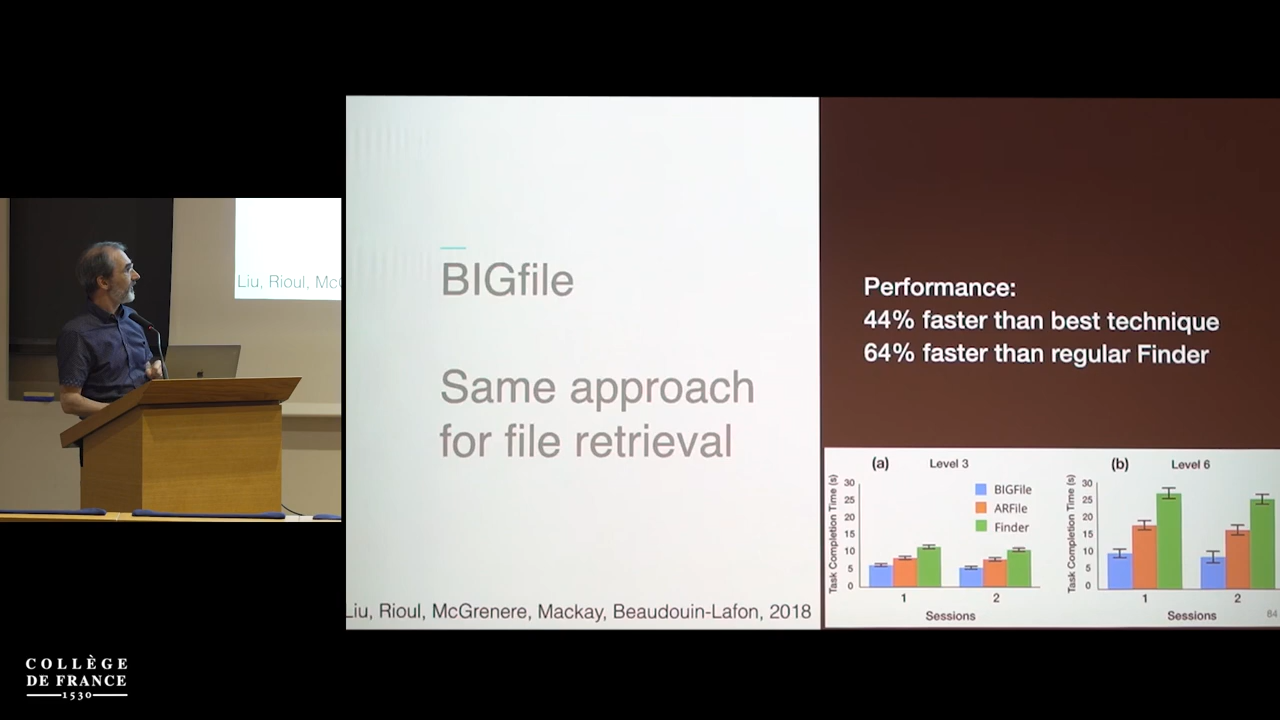 Liu, Rioul, McG
BIGfile
Same approach
for file retrieval
Liu, Rioul, McGrenere, Mackay, Beaudouin-Lafon, 2018
Performance:
44% faster than best technique
64% faster than regular Finder
(a) Level 3
Task Completion Time (s)
30
25
20
15
10
5
0
BIGFile
ARFile
Finder
1 2
Sessions
(b) Level 6
Task Completion Time (s)
30
25
20
15
10
5
0
1 2
Sessions
64
COLLÈGE
DE FRANCE
1530